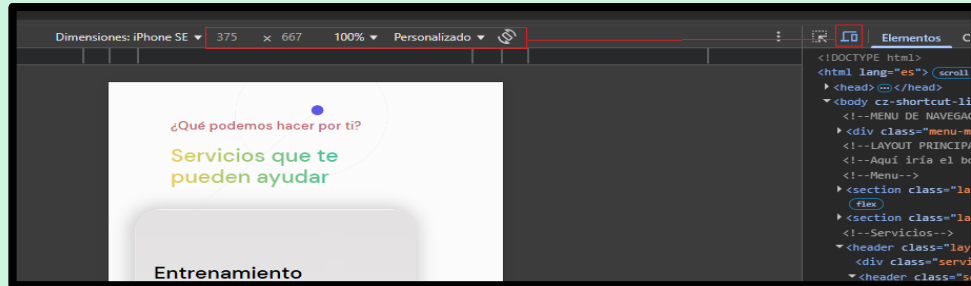 Dimensiones: iPhone SE ▼ 375 × 667 100% ▼ Personalizado ▼
Elementos
<!DOCTYPE html>
<html lang="es"> scroll
▶ <head> ⋯ </head>
▼ <body cz-shortcut-li
<!--MENU DE NAVEGAC
▶ <div class="menu-m
<!--LAYOUT PRINCIPA
<!--Aquí iría el bo
<!--Menu-->
▶ <section class="la
flex
▶ <section class="la
<!--Servicios-->
▼ <header class="lay
<div class="servi
▼ <header class="s
¿Qué podemos hacer por ti?
Servicios que te
pueden ayudar
Entrenamiento